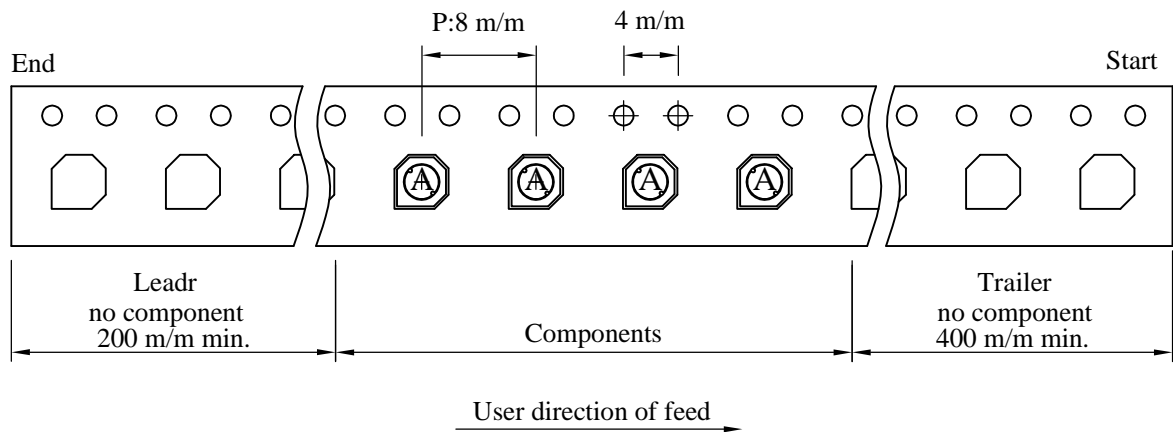 P:8 m/m
4 m/m
End
Start
A A A A
Leadr
no component
200 m/m min.
Components
Trailer
no component
400 m/m min.
User direction of feed